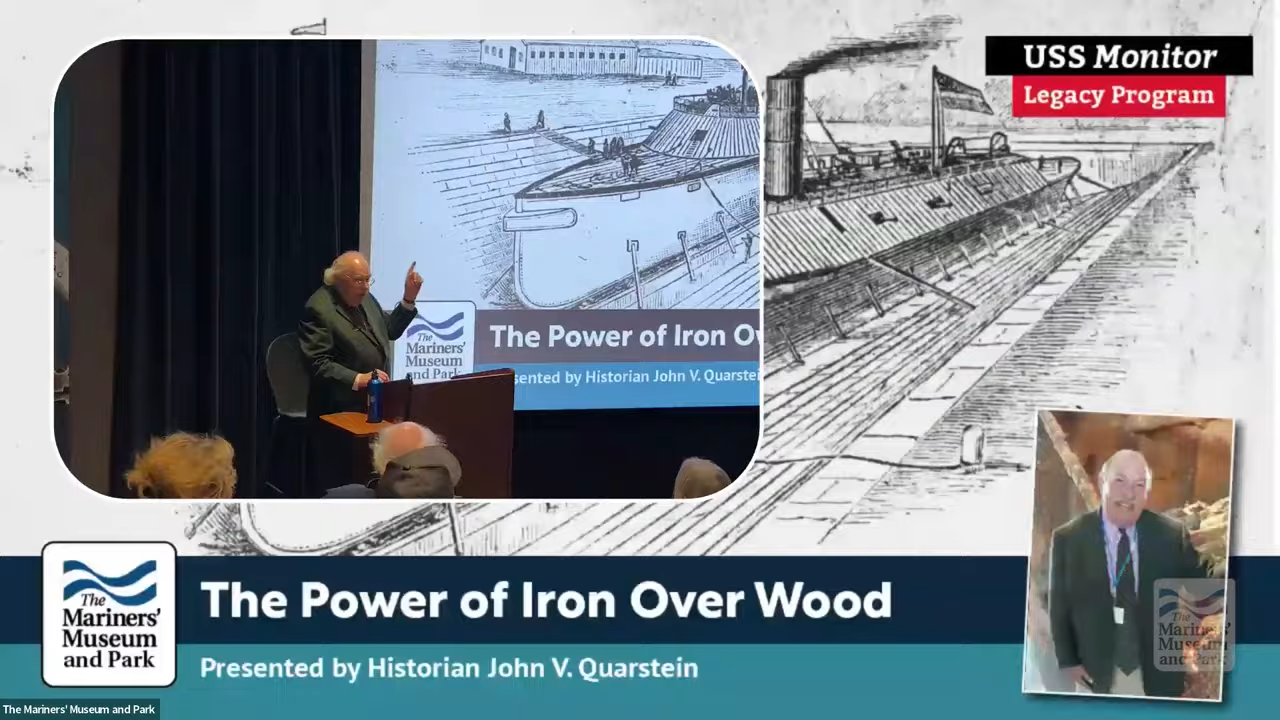 USS Monitor
Legacy Program
The
Mariners'
Museum
and Park
The Power of Iron Ov
sented by Historian John V. Quarstei
The
Mariners'
Museum
and Park
The Power of Iron Over Wood
Presented by Historian John V. Quarstein
The
Mariners'
Museum
and Park
The Mariners' Museum and Park